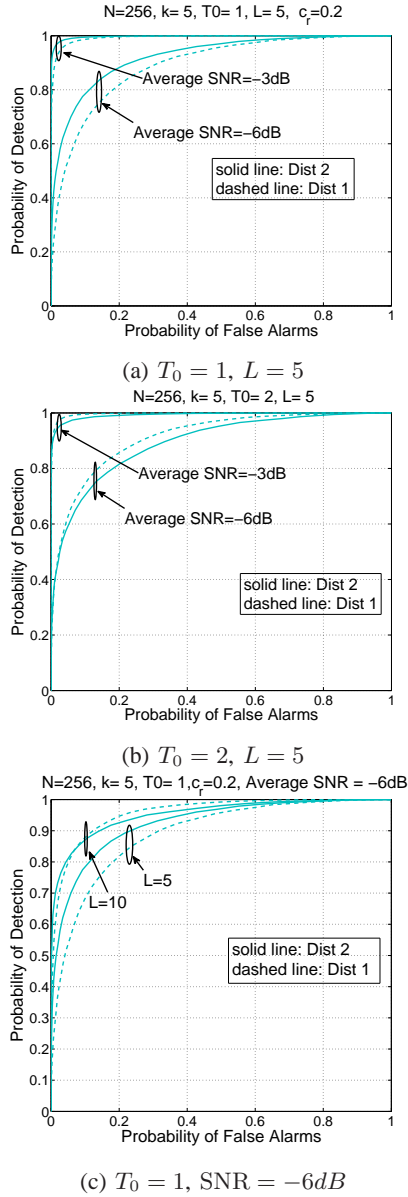 N=256, k= 5, T0= 1, L= 5, c_r=0.2
1
0.8
0.6
0.4
0.2
0
Probability of Detection
Average SNR=−3dB
Average SNR=−6dB
solid line: Dist 2
dashed line: Dist 1
0 0.2 0.4 0.6 0.8 1
Probability of False Alarms
(a) T_0 = 1, L = 5
N=256, k= 5, T0= 2, L= 5
1
0.8
0.6
0.4
0.2
0
Probability of Detection
Average SNR=−3dB
Average SNR=−6dB
solid line: Dist 2
dashed line: Dist 1
0 0.2 0.4 0.6 0.8 1
Probability of False Alarms
(b) T_0 = 2, L = 5
N=256, k= 5, T0= 1,c_r=0.2, Average SNR = −6dB
1
0.9
0.8
0.7
0.6
0.5
0.4
0.3
0.2
0.1
0
Probability of Detection
L=5
L=10
solid line: Dist 2
dashed line: Dist 1
0 0.2 0.4 0.6 0.8 1
Probability of False Alarms
(c) T_0 = 1, SNR = −6dB